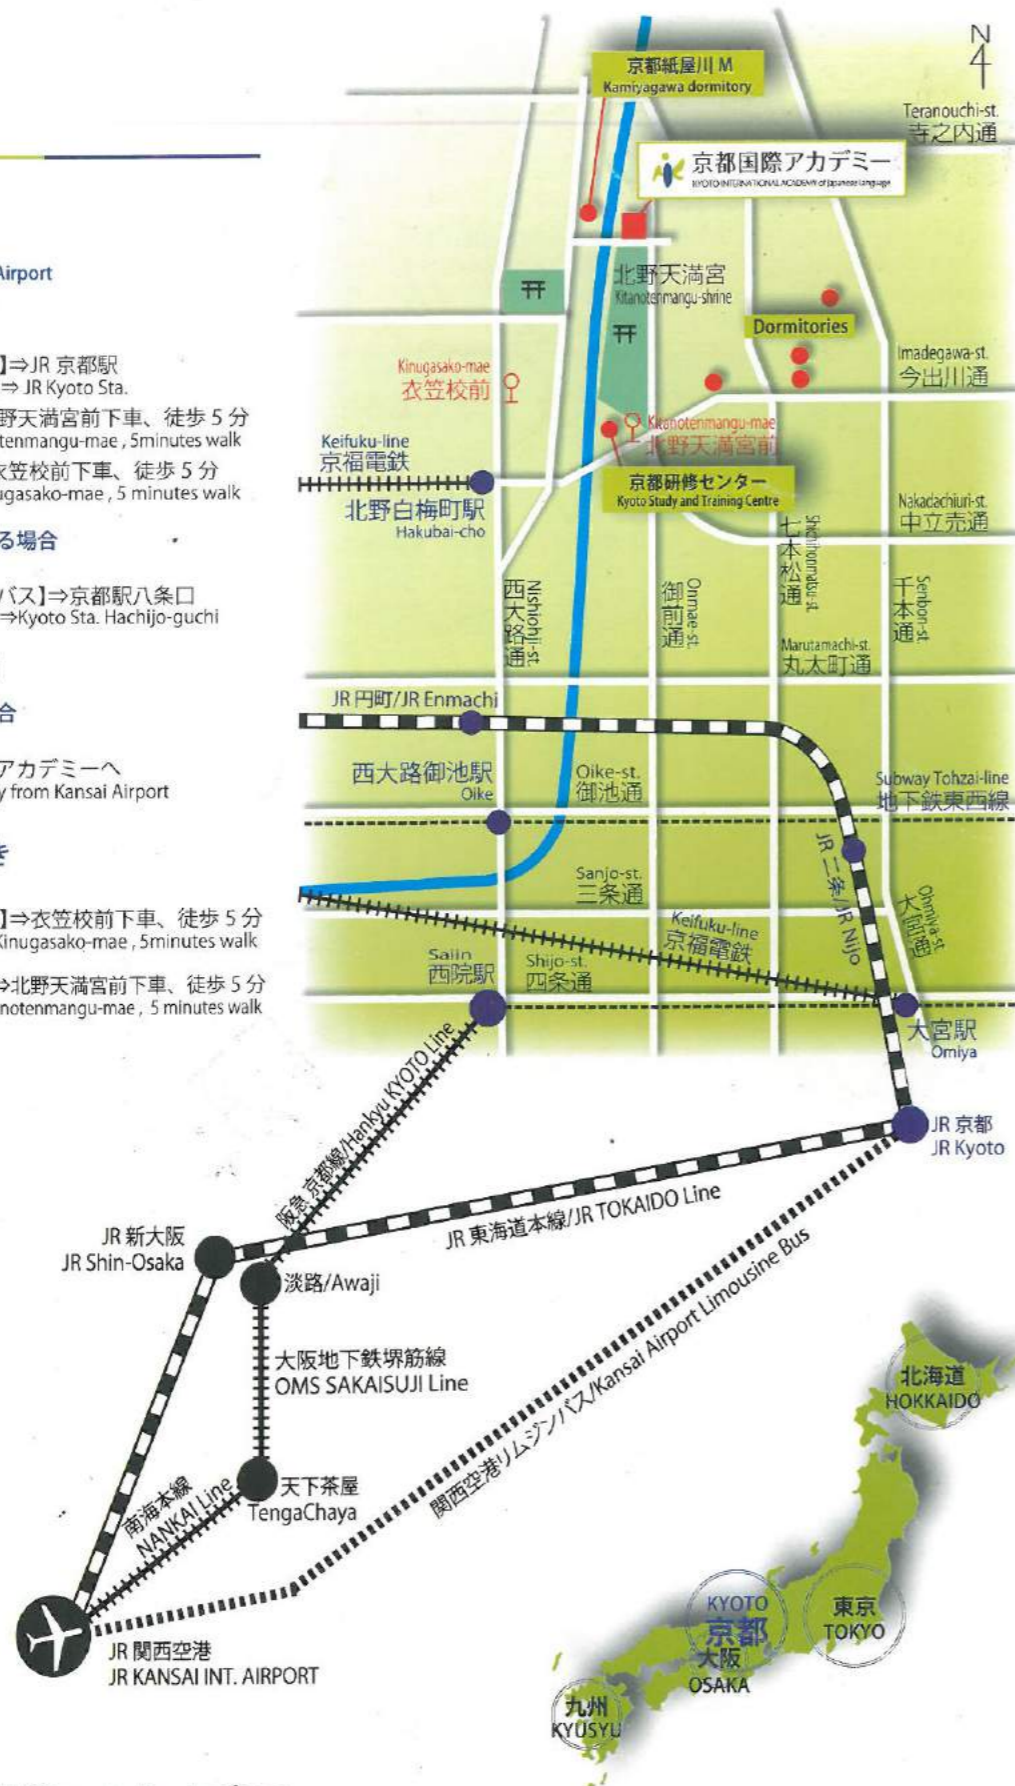 Airport
】⇒JR 京都駅
⇒ JR Kyoto Sta.
野天満宮前下車、徒歩 5 分
tenmangu-mae , 5minutes walk
衣笠校前下車、徒歩 5 分
ugasako-mae , 5 minutes walk
る場合
バス】⇒京都駅八条口
⇒Kyoto Sta. Hachijo-guchi
合
アカデミーへ
y from Kansai Airport
き
】⇒衣笠校前下車、徒歩 5 分
Kinugasako-mae , 5minutes walk
⇒北野天満宮前下車、徒歩 5 分
notenmangu-mae , 5 minutes walk
N
京都紙屋川 M
Kamiyagawa dormitory
Teranouchi-st.
寺之内通
京都国際アカデミー
KYOTO INTERNATIONAL ACADEMY of Japanese language
北野天満宮
Kitanotenmangu-shrine
Dormitories
Kinugasako-mae
衣笠校前
Imadegawa-st.
今出川通
Kitanotenmangu-mae
北野天満宮前
Keifuku-line
京福電鉄
北野白梅町駅
Hakubai-cho
京都研修センター
Kyoto Study and Training Centre
Nakadachiuri-st.
中立売通
西大路通
Nishiohji-st.
御前通
Onmae-st.
七本松通
Shichihonmatsu-st.
千本通
Senbon-st.
Marutamachi-st.
丸太町通
JR 円町/JR Enmachi
西大路御池駅
Oike
Oike-st.
御池通
Subway Tohzai-line
地下鉄東西線
JR 二条/JR Nijo
Sanjo-st.
三条通
Keifuku-line
京福電鉄
大宮通
Ohmiya-st.
Saiin
西院駅
Shijo-st.
四条通
大宮駅
Omiya
阪急 京都線/Hankyu KYOTO Line
JR 京都
JR Kyoto
JR 新大阪
JR Shin-Osaka
JR 東海道本線/JR TOKAIDO Line
淡路/Awaji
大阪地下鉄堺筋線
OMS SAKAISUJI Line
関西空港リムジンバス/Kansai Airport Limousine Bus
南海本線
NANKAI Line
天下茶屋
TengaChaya
JR 関西空港
JR KANSAI INT. AIRPORT
北海道
HOKKAIDO
KYOTO
京都
東京
TOKYO
大阪
OSAKA
九州
KYUSYU